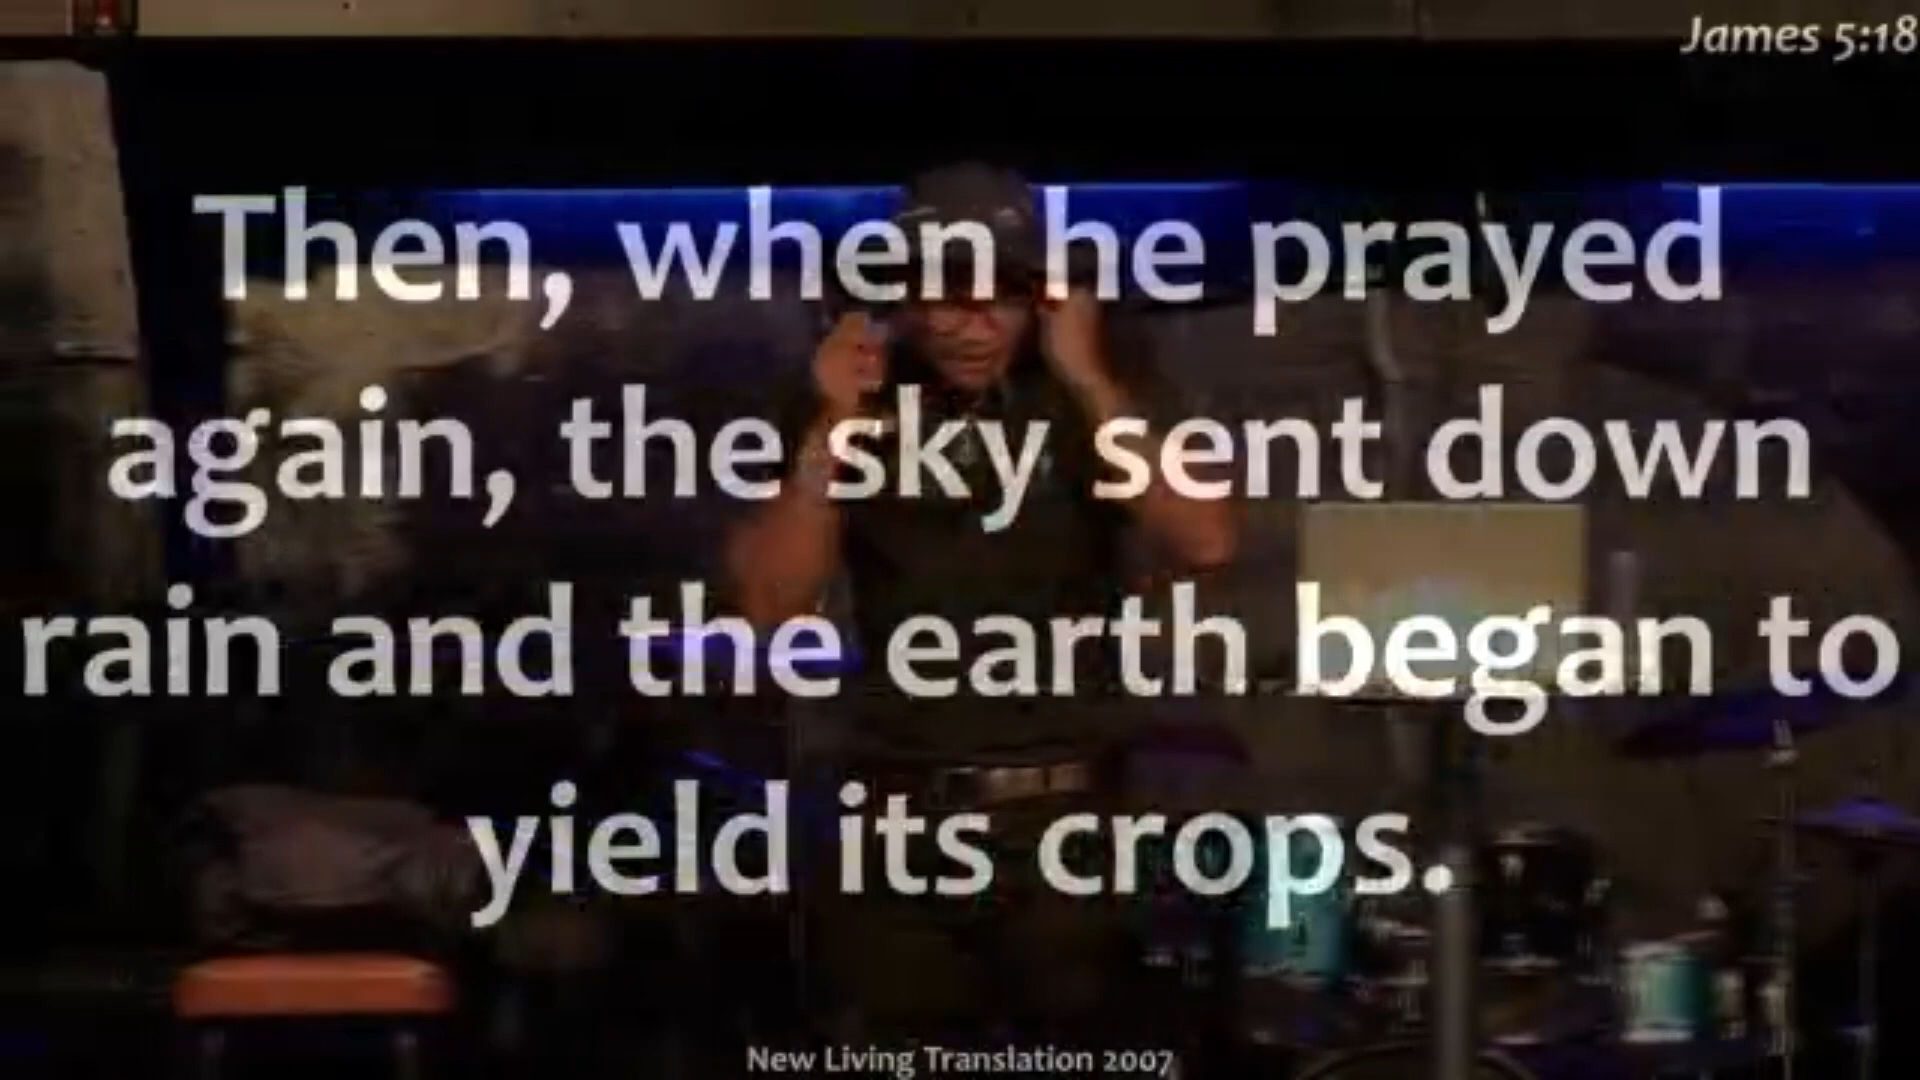 James 5:18
Then, when he prayed
again, the sky sent down
rain and the earth began to
yield its crops.
New Living Translation 2007